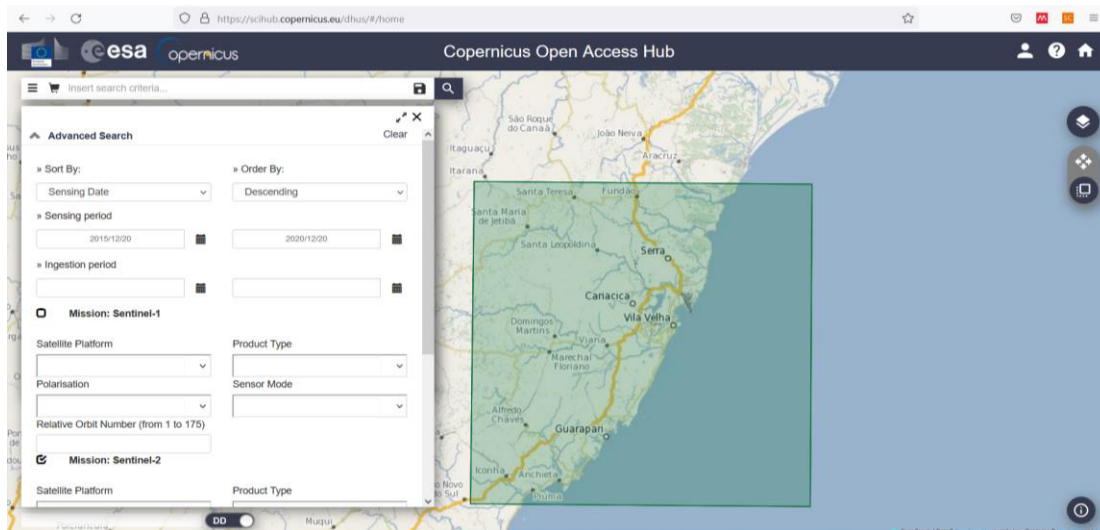 https://scihub.copernicus.eu/dhus/#/home
esa opernicus
Copernicus Open Access Hub
Insert search criteria...
Advanced Search
Clear
» Sort By:
» Order By:
Sensing Date
Descending
» Sensing period
2015/12/20
2020/12/20
» Ingestion period
Mission: Sentinel-1
Satellite Platform
Product Type
Polarisation
Sensor Mode
Relative Orbit Number (from 1 to 175)
Mission: Sentinel-2
Satellite Platform
Product Type
DD
São Roque
do Canaã
João Neiva
Itaguaçu
Aracruz
Itarana
Santa Teresa
Fundão
Santa Maria
de Jetibá
Santa Leopoldina
Serra
Cariacica
Vila Velha
Domingos
Martins
Viana
Marechal
Floriano
Alfredo
Chaves
Guarapari
Iconha
Anchieta
Piúma
o Novo
do Sul
Muqui